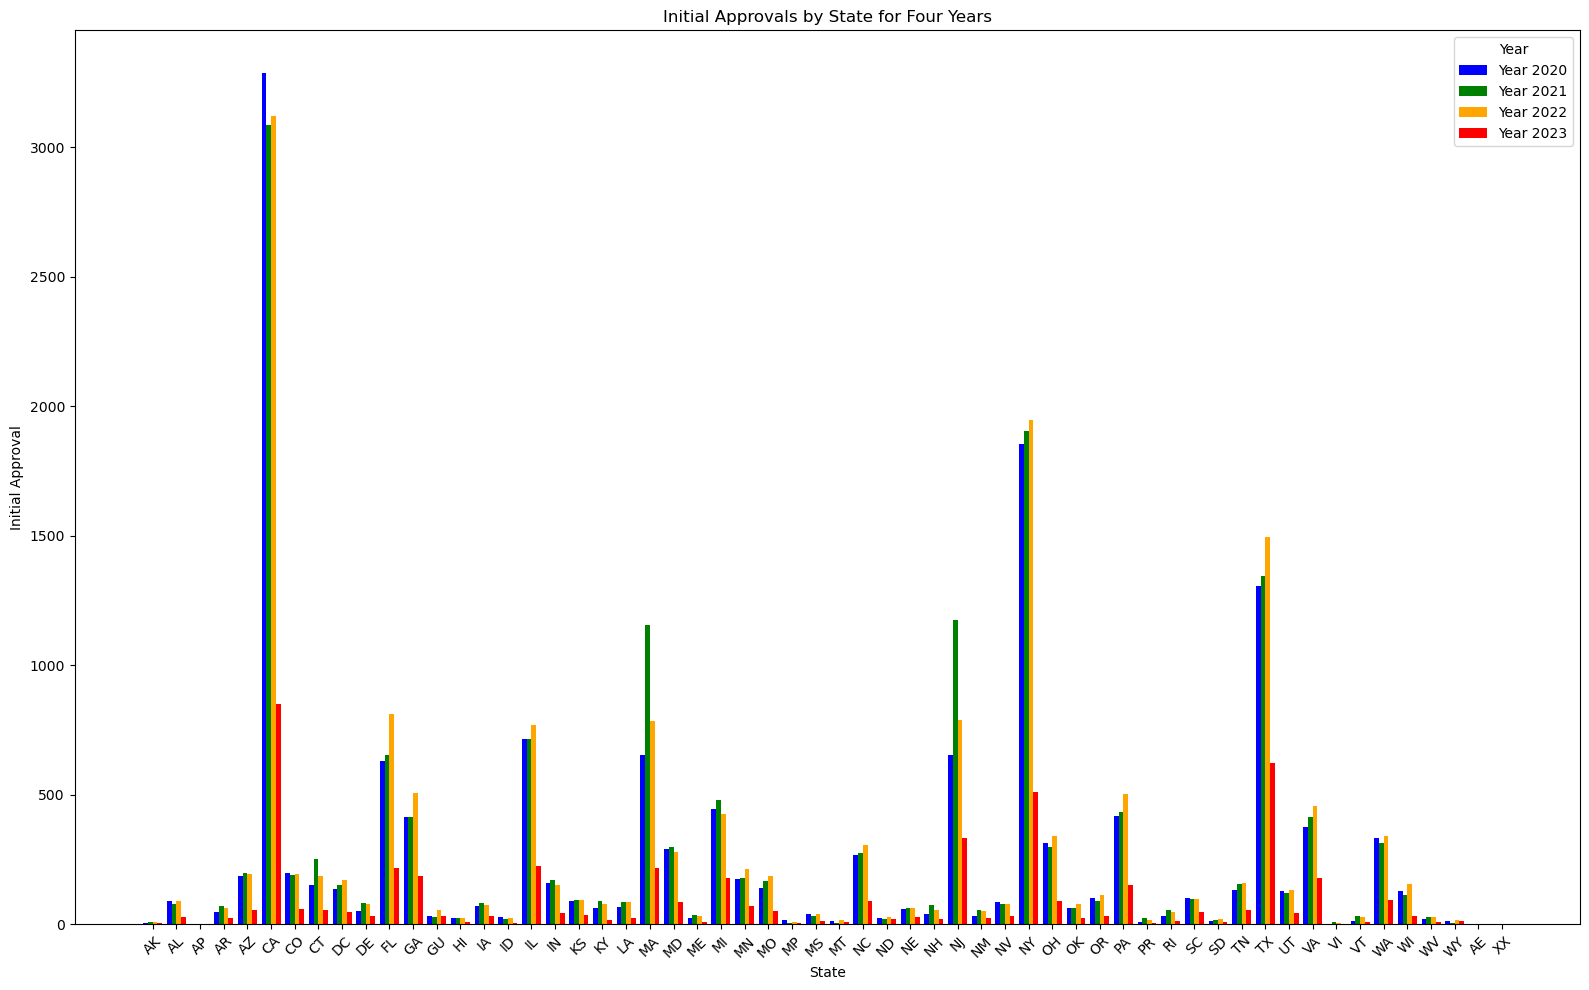 Initial Approvals by State for Four Years
Year
Year 2020
Year 2021
Year 2022
Year 2023
Initial Approval
3000
2500
2000
1500
1000
500
0
AK AL AP AR AZ CA CO CT DC DE FL GA GU HI IA ID IL IN KS KY LA MA MD ME MI MN MO MP MS MT NC ND NE NH NJ NM NV NY OH OK OR PA PR RI SC SD TN TX UT VA VI VT WA WI WV WY AE XX
State